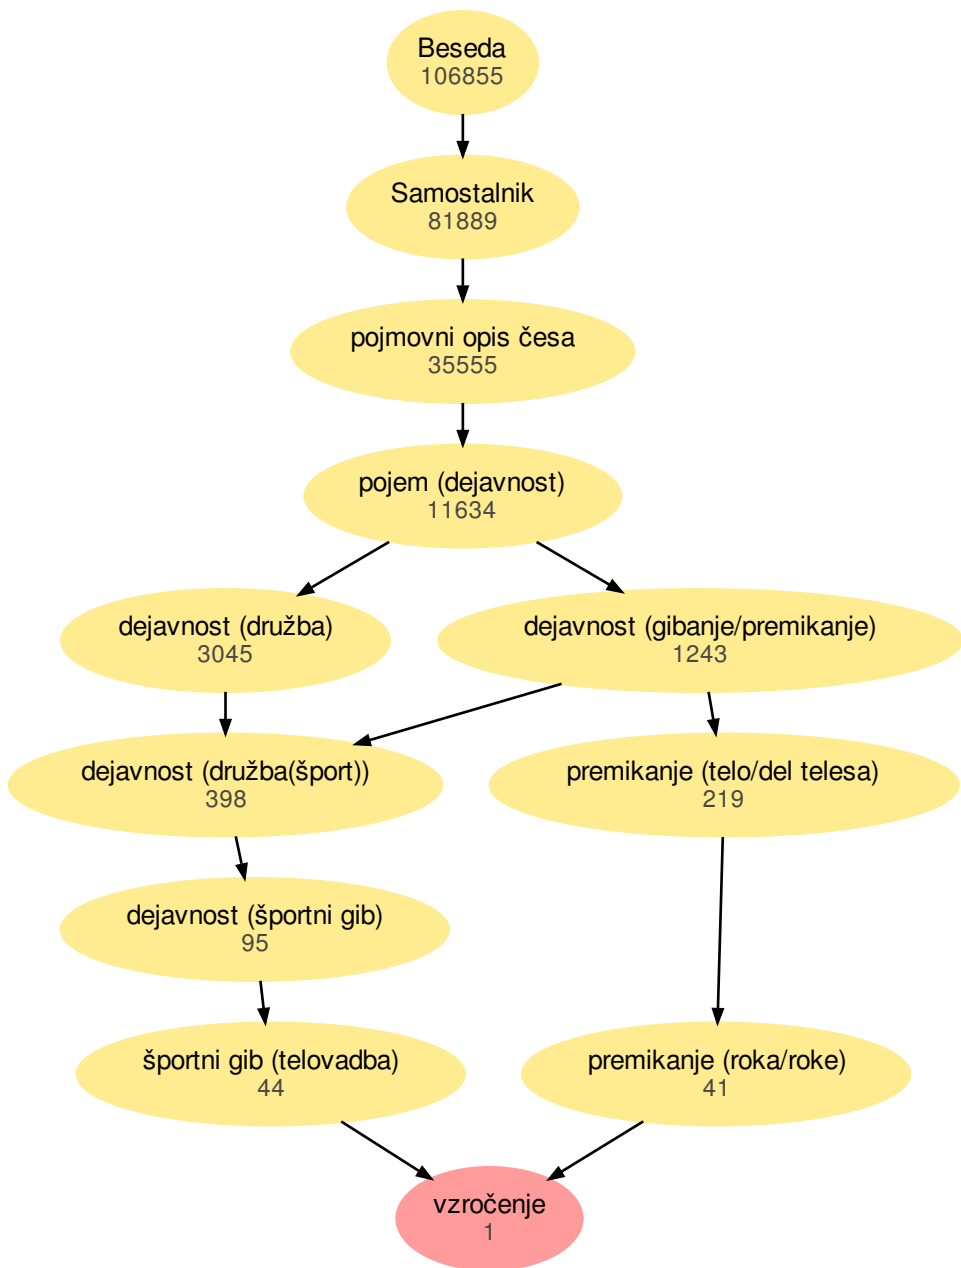 Beseda
106855
Samostalnik
81889
pojmovni opis česa
35555
pojem (dejavnost)
11634
dejavnost (družba)
3045
dejavnost (gibanje/premikanje)
1243
dejavnost (družba(šport))
398
premikanje (telo/del telesa)
219
dejavnost (športni gib)
95
športni gib (telovadba)
44
premikanje (roka/roke)
41
vzročenje
1